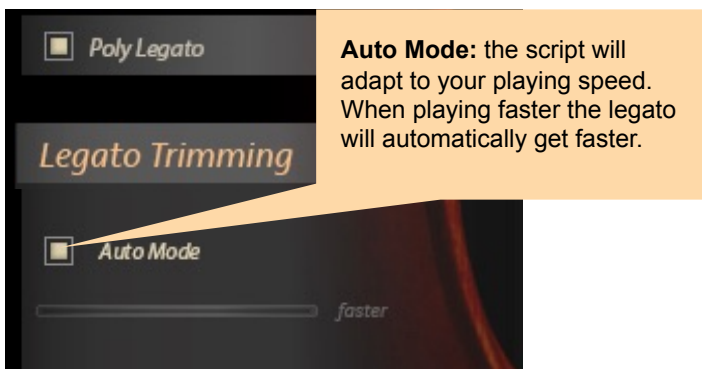 Poly Legato
Auto Mode: the script will
adapt to your playing speed.
When playing faster the legato
will automatically get faster.
Legato Trimming
Auto Mode
faster